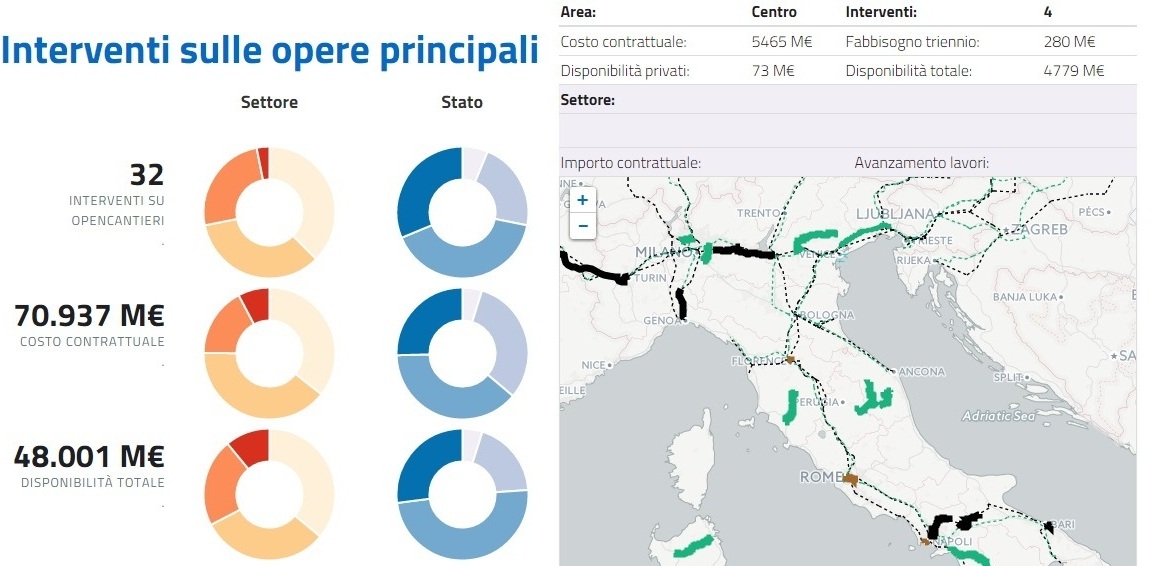 Interventi sulle opere principali
Settore Stato
32
INTERVENTI SU
OPENCANTIERI
70.937 M€
COSTO CONTRATTUALE
48.001 M€
DISPONIBILITÀ TOTALE
Area: Centro Interventi: 4
Costo contrattuale: 5465 M€ Fabbisogno triennio: 280 M€
Disponibilità privati: 73 M€ Disponibilità totale: 4779 M€
Settore:
Importo contrattuale: Avanzamento lavori:
+
−
TRENTO
LJUBLJANA
PÉCS
ZAGREB
MILANO
VENICE
TRIESTE
RIJEKA
TURIN
BANJA LUKA
GENOA
BOLOGNA
NICE
FLORENCE
ANCONA
SPLIT
SA
PERUGIA
Adriatic Sea
ROME
BARI
NAPOLI